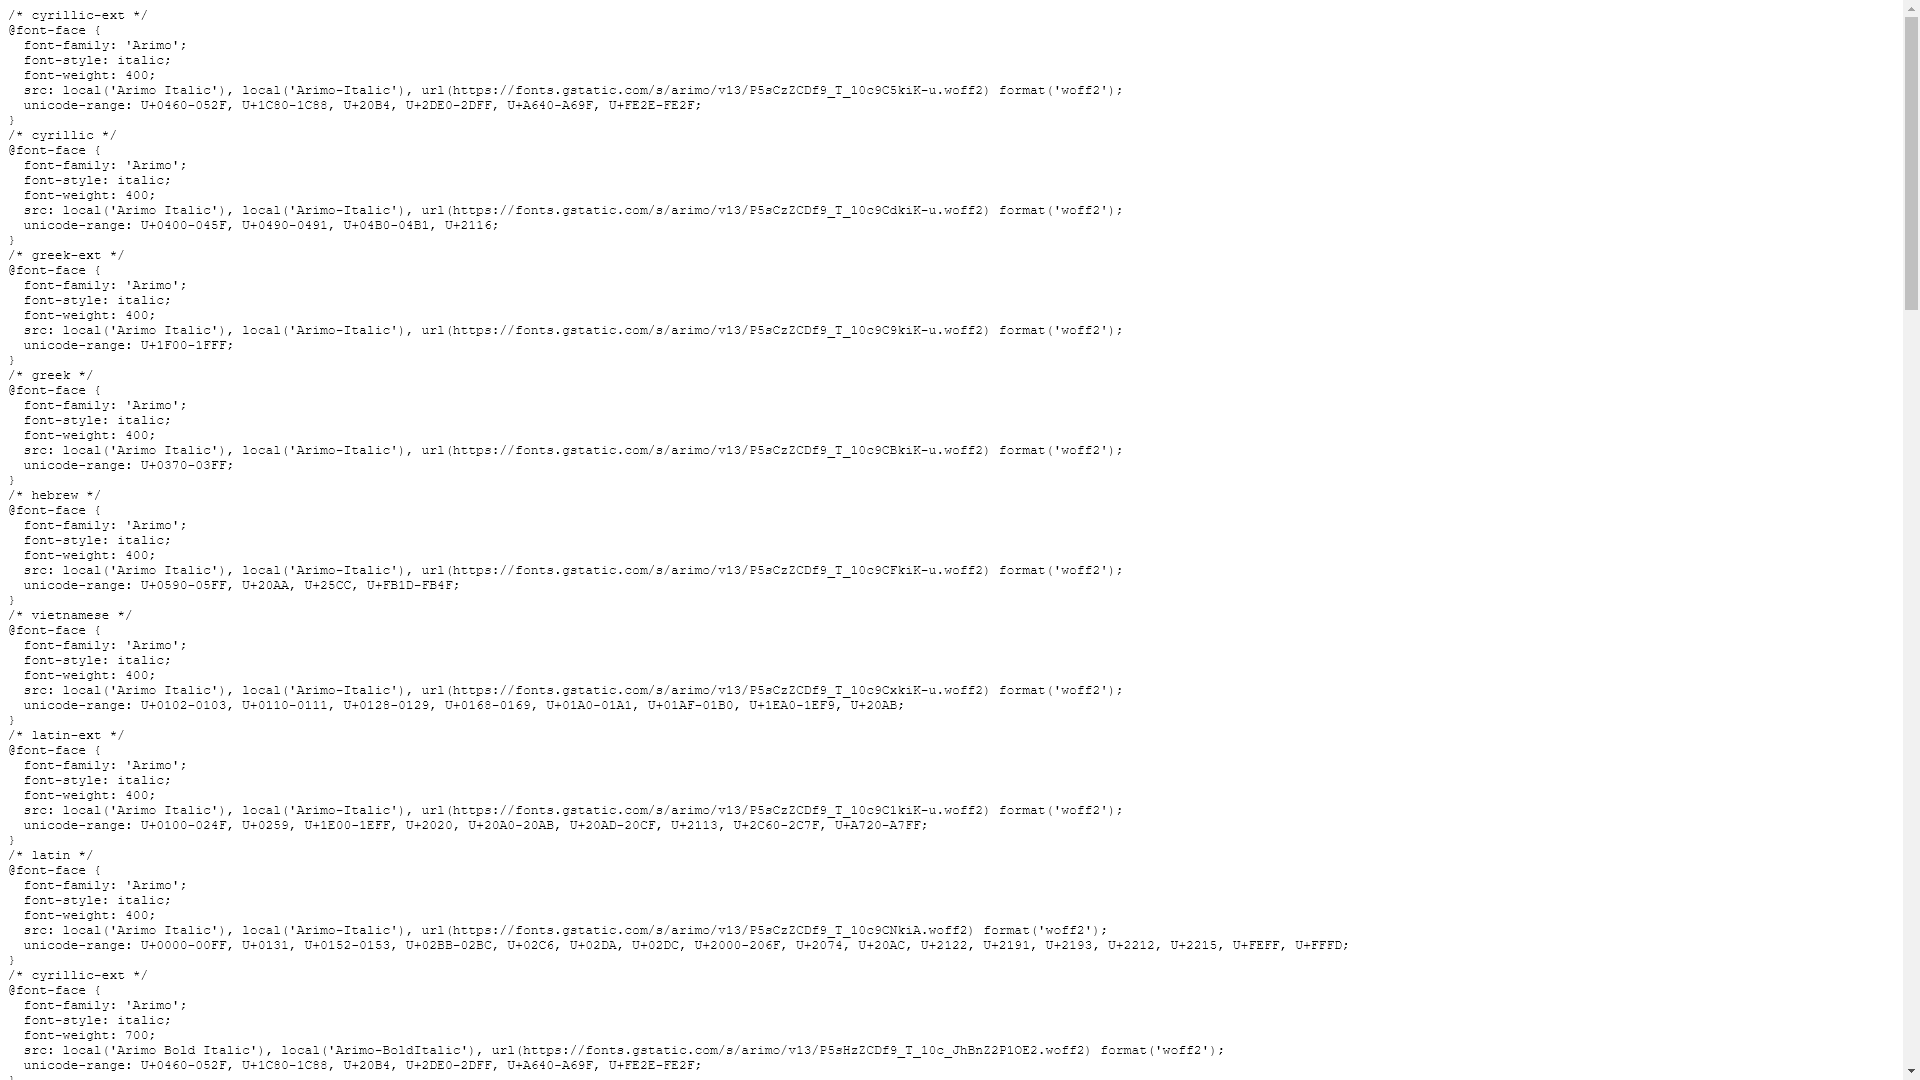 /* cyrillic-ext */
@font-face {
  font-family: 'Arimo';
  font-style: italic;
  font-weight: 400;
  src: local('Arimo Italic'), local('Arimo-Italic'), url(https://fonts.gstatic.com/s/arimo/v13/P5sCzZCDf9_T_10c9C5kiK-u.woff2) format('woff2');
  unicode-range: U+0460-052F, U+1C80-1C88, U+20B4, U+2DE0-2DFF, U+A640-A69F, U+FE2E-FE2F;
}
/* cyrillic */
@font-face {
  font-family: 'Arimo';
  font-style: italic;
  font-weight: 400;
  src: local('Arimo Italic'), local('Arimo-Italic'), url(https://fonts.gstatic.com/s/arimo/v13/P5sCzZCDf9_T_10c9CdkiK-u.woff2) format('woff2');
  unicode-range: U+0400-045F, U+0490-0491, U+04B0-04B1, U+2116;
}
/* greek-ext */
@font-face {
  font-family: 'Arimo';
  font-style: italic;
  font-weight: 400;
  src: local('Arimo Italic'), local('Arimo-Italic'), url(https://fonts.gstatic.com/s/arimo/v13/P5sCzZCDf9_T_10c9C9kiK-u.woff2) format('woff2');
  unicode-range: U+1F00-1FFF;
}
/* greek */
@font-face {
  font-family: 'Arimo';
  font-style: italic;
  font-weight: 400;
  src: local('Arimo Italic'), local('Arimo-Italic'), url(https://fonts.gstatic.com/s/arimo/v13/P5sCzZCDf9_T_10c9CBkiK-u.woff2) format('woff2');
  unicode-range: U+0370-03FF;
}
/* hebrew */
@font-face {
  font-family: 'Arimo';
  font-style: italic;
  font-weight: 400;
  src: local('Arimo Italic'), local('Arimo-Italic'), url(https://fonts.gstatic.com/s/arimo/v13/P5sCzZCDf9_T_10c9CFkiK-u.woff2) format('woff2');
  unicode-range: U+0590-05FF, U+20AA, U+25CC, U+FB1D-FB4F;
}
/* vietnamese */
@font-face {
  font-family: 'Arimo';
  font-style: italic;
  font-weight: 400;
  src: local('Arimo Italic'), local('Arimo-Italic'), url(https://fonts.gstatic.com/s/arimo/v13/P5sCzZCDf9_T_10c9CxkiK-u.woff2) format('woff2');
  unicode-range: U+0102-0103, U+0110-0111, U+0128-0129, U+0168-0169, U+01A0-01A1, U+01AF-01B0, U+1EA0-1EF9, U+20AB;
}
/* latin-ext */
@font-face {
  font-family: 'Arimo';
  font-style: italic;
  font-weight: 400;
  src: local('Arimo Italic'), local('Arimo-Italic'), url(https://fonts.gstatic.com/s/arimo/v13/P5sCzZCDf9_T_10c9C1kiK-u.woff2) format('woff2');
  unicode-range: U+0100-024F, U+0259, U+1E00-1EFF, U+2020, U+20A0-20AB, U+20AD-20CF, U+2113, U+2C60-2C7F, U+A720-A7FF;
}
/* latin */
@font-face {
  font-family: 'Arimo';
  font-style: italic;
  font-weight: 400;
  src: local('Arimo Italic'), local('Arimo-Italic'), url(https://fonts.gstatic.com/s/arimo/v13/P5sCzZCDf9_T_10c9CNkiA.woff2) format('woff2');
  unicode-range: U+0000-00FF, U+0131, U+0152-0153, U+02BB-02BC, U+02C6, U+02DA, U+02DC, U+2000-206F, U+2074, U+20AC, U+2122, U+2191, U+2193, U+2212, U+2215, U+FEFF, U+FFFD;
}
/* cyrillic-ext */
@font-face {
  font-family: 'Arimo';
  font-style: italic;
  font-weight: 700;
  src: local('Arimo Bold Italic'), local('Arimo-BoldItalic'), url(https://fonts.gstatic.com/s/arimo/v13/P5sHzZCDf9_T_10c_JhBnZ2P1OE2.woff2) format('woff2');
  unicode-range: U+0460-052F, U+1C80-1C88, U+20B4, U+2DE0-2DFF, U+A640-A69F, U+FE2E-FE2F;
}